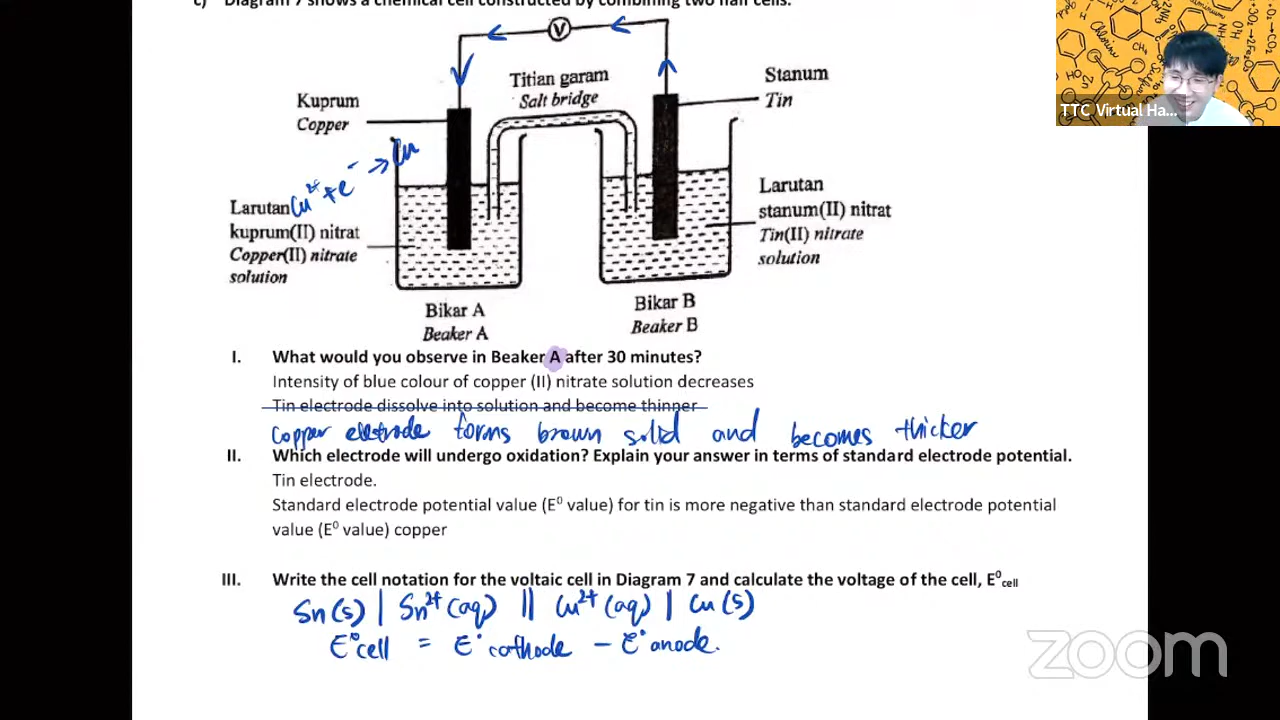 c) Diagram 7 shows a chemical cell constructed by combining two half cells.
V
Titian garam
Salt bridge
Stanum
Tin
Kuprum
Copper
Cu²⁺ + e⁻ → Cu
Larutan
kuprum(II) nitrat
Copper(II) nitrate
solution
Larutan
stanum(II) nitrat
Tin(II) nitrate
solution
Bikar A
Beaker A
Bikar B
Beaker B
TTC Virtual Ha...
I. What would you observe in Beaker A after 30 minutes?
Intensity of blue colour of copper (II) nitrate solution decreases
Tin electrode dissolve into solution and become thinner
copper electrode forms brown solid and becomes thicker
II. Which electrode will undergo oxidation? Explain your answer in terms of standard electrode potential.
Tin electrode.
Standard electrode potential value (E⁰ value) for tin is more negative than standard electrode potential
value (E⁰ value) copper
III. Write the cell notation for the voltaic cell in Diagram 7 and calculate the voltage of the cell, E⁰cell
Sn(s) | Sn²⁺(aq) || Cu²⁺(aq) | Cu(s)
E°cell = E°cathode – E°anode.
zoom